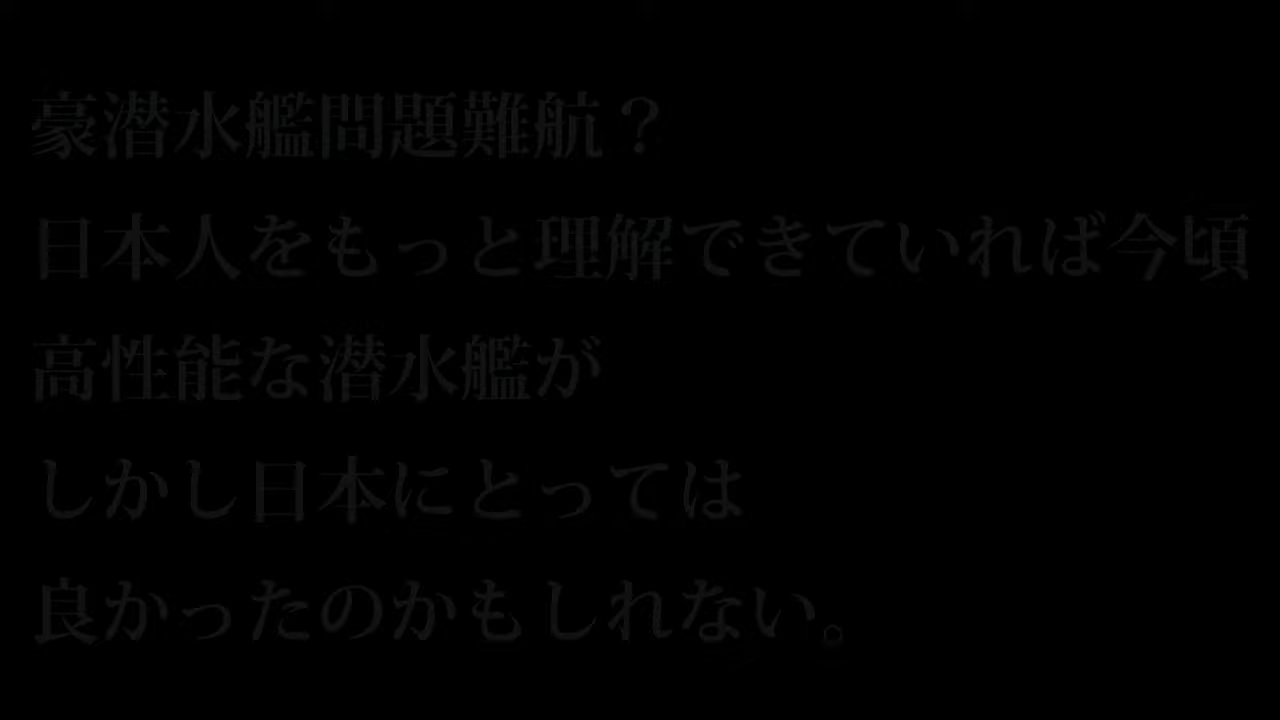 豪潜水艦問題難航？
日本人をもっと理解できていれば今頃
高性能な潜水艦が
しかし日本にとっては
良かったのかもしれない。